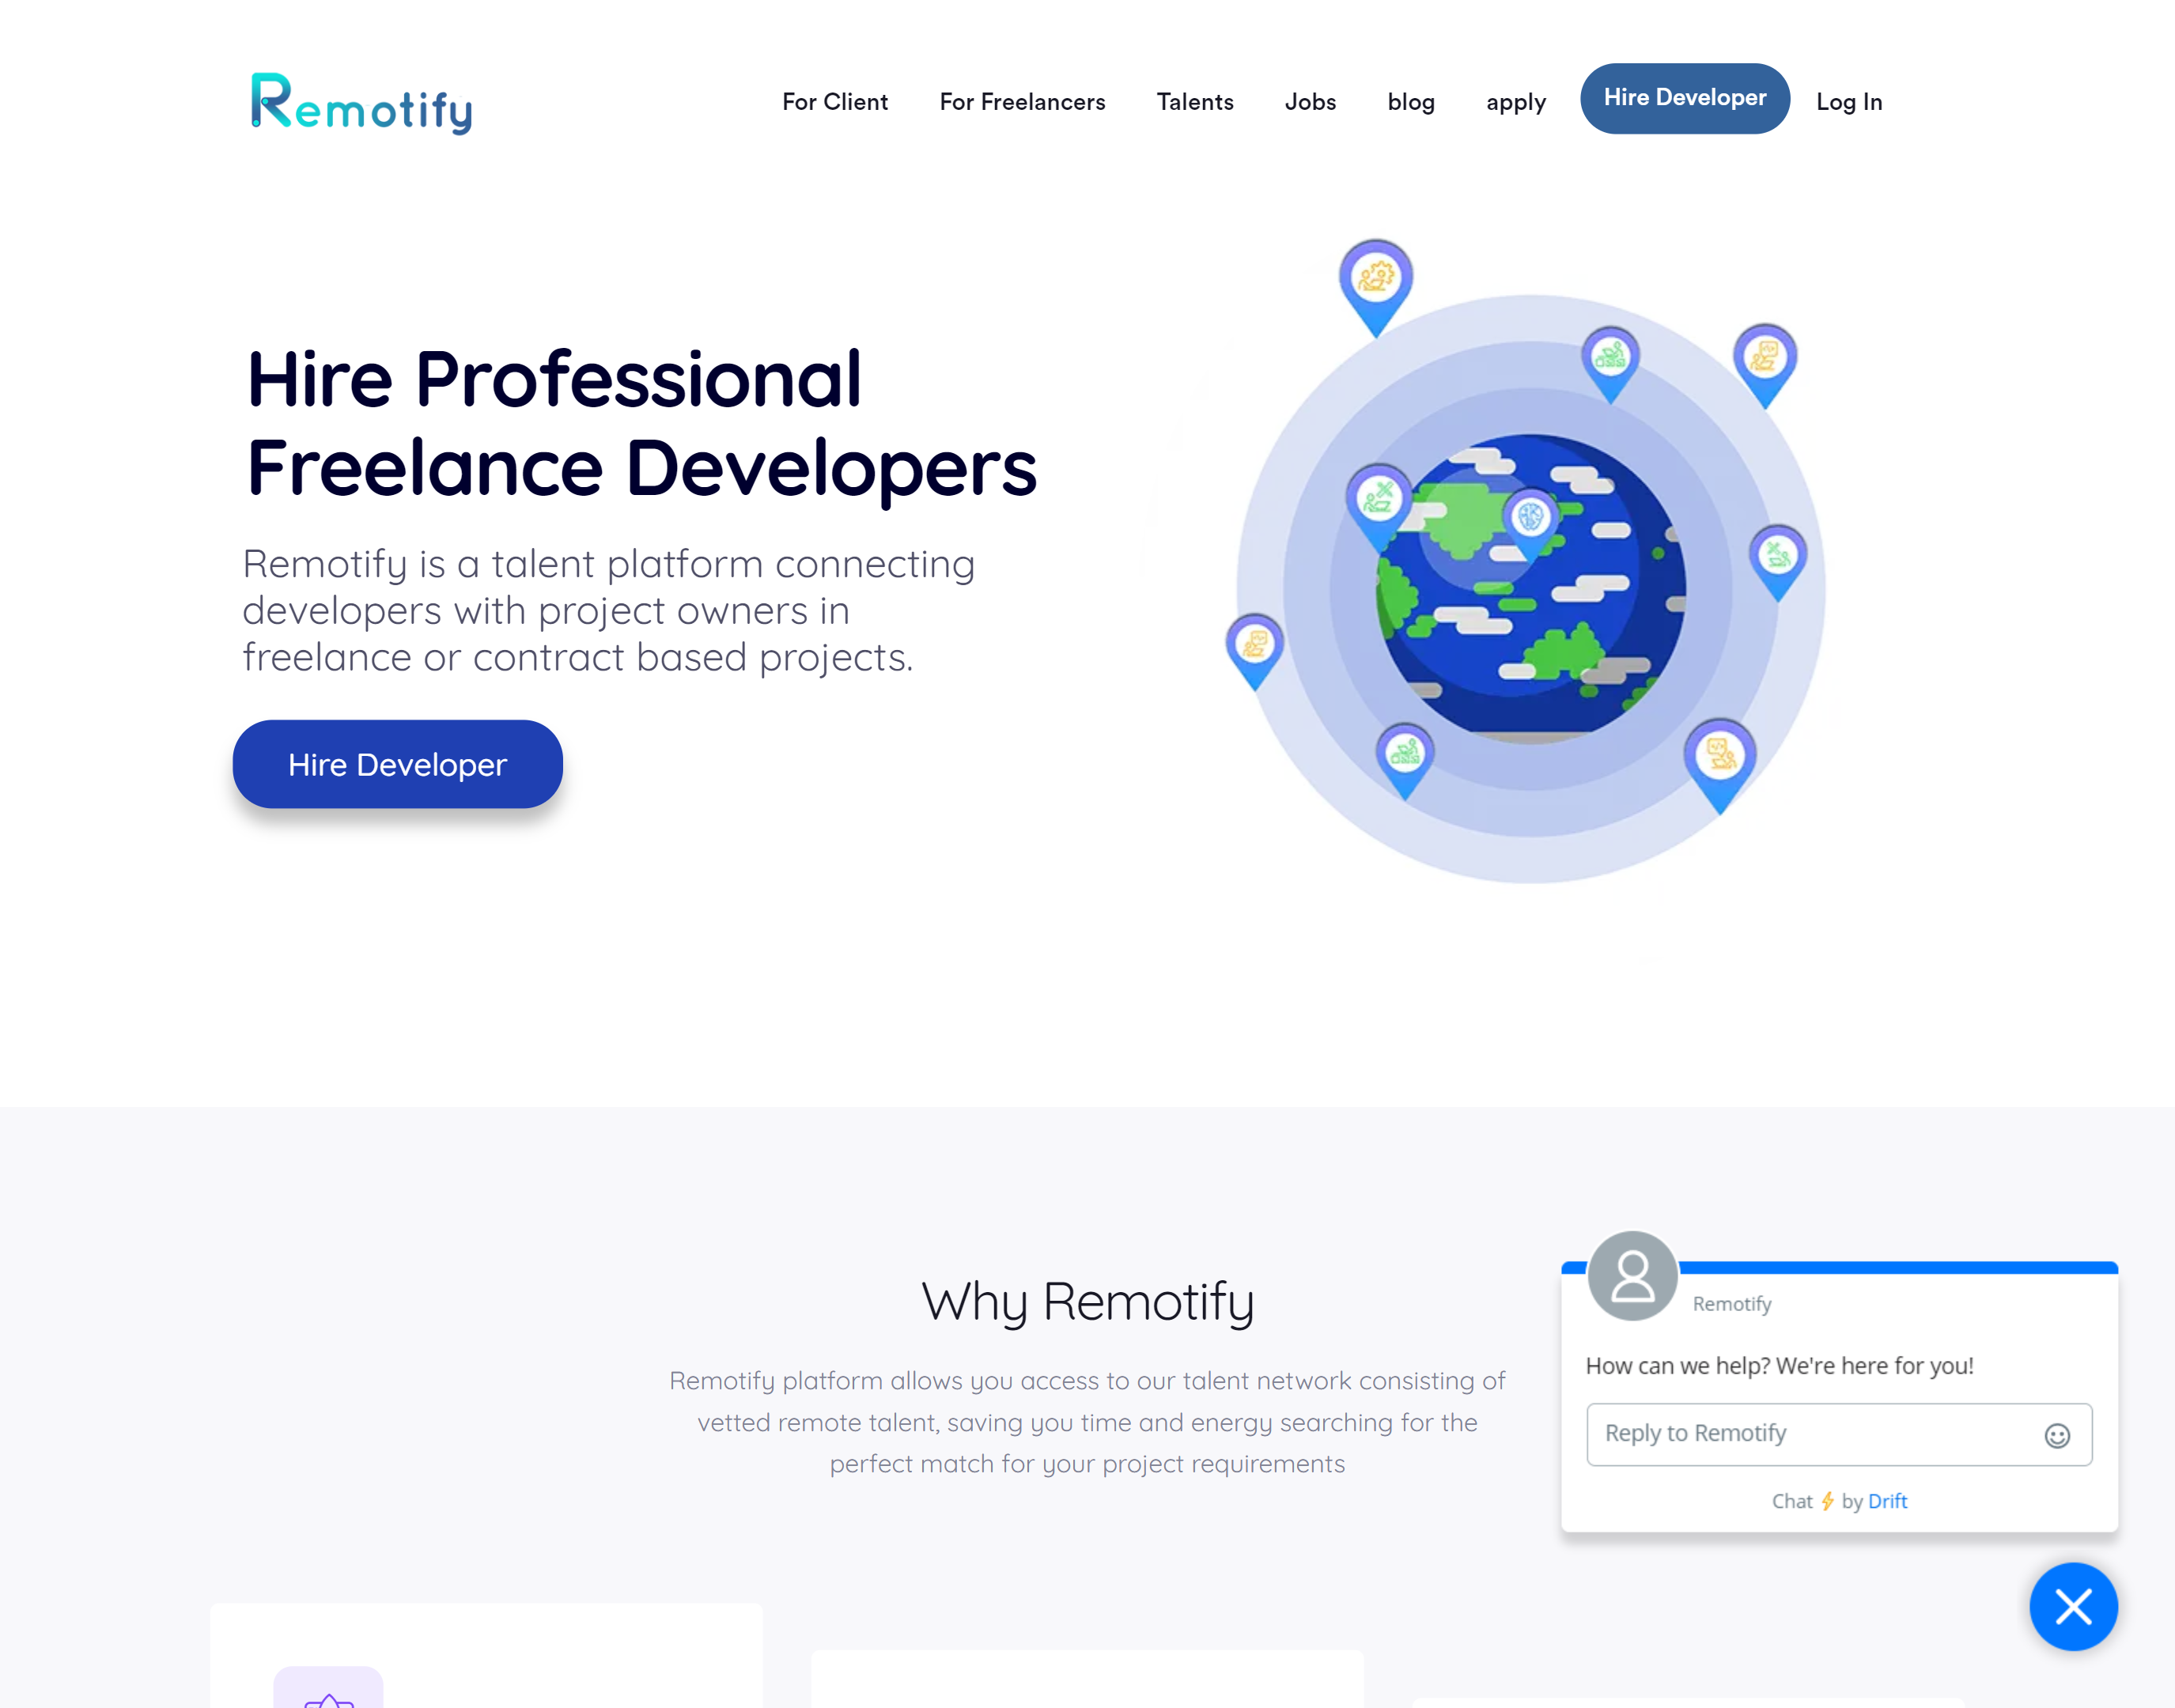 Remotify
For Client
For Freelancers
Talents
Jobs
blog
apply
Hire Developer
Log In
Hire Professional
Freelance Developers
Remotify is a talent platform connecting
developers with project owners in
freelance or contract based projects.
Hire Developer
Why Remotify
Remotify platform allows you access to our talent network consisting of
vetted remote talent, saving you time and energy searching for the
perfect match for your project requirements
Remotify
How can we help? We're here for you!
Reply to Remotify
Chat ⚡ by Drift